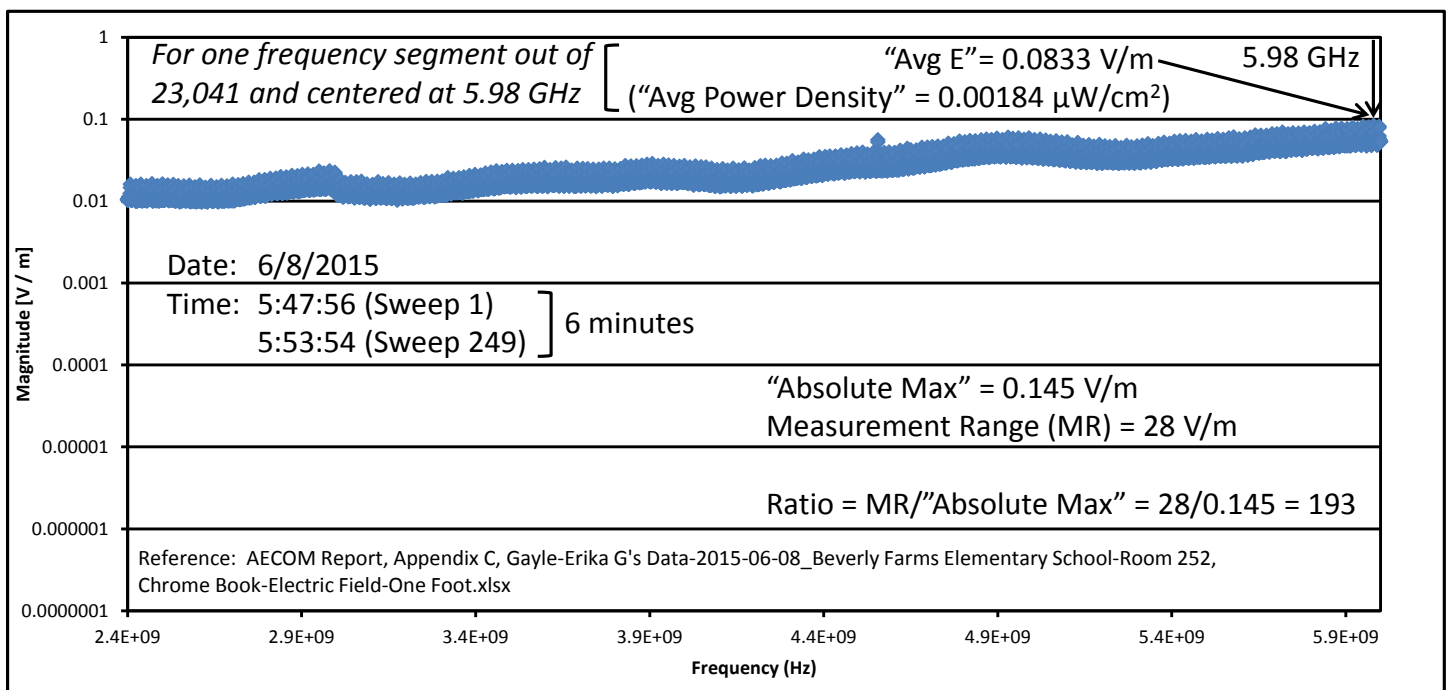 For one frequency segment out of
23,041 and centered at 5.98 GHz
“Avg E”= 0.0833 V/m
(“Avg Power Density” = 0.00184 µW/cm²)
5.98 GHz
Date: 6/8/2015
Time: 5:47:56 (Sweep 1)
5:53:54 (Sweep 249)
6 minutes
“Absolute Max” = 0.145 V/m
Measurement Range (MR) = 28 V/m
Ratio = MR/”Absolute Max” = 28/0.145 = 193
Reference: AECOM Report, Appendix C, Gayle-Erika G's Data-2015-06-08_Beverly Farms Elementary School-Room 252,
Chrome Book-Electric Field-One Foot.xlsx
Magnitude [V / m]
1
0.1
0.01
0.001
0.0001
0.00001
0.000001
0.0000001
2.4E+09 2.9E+09 3.4E+09 3.9E+09 4.4E+09 4.9E+09 5.4E+09 5.9E+09
Frequency (Hz)